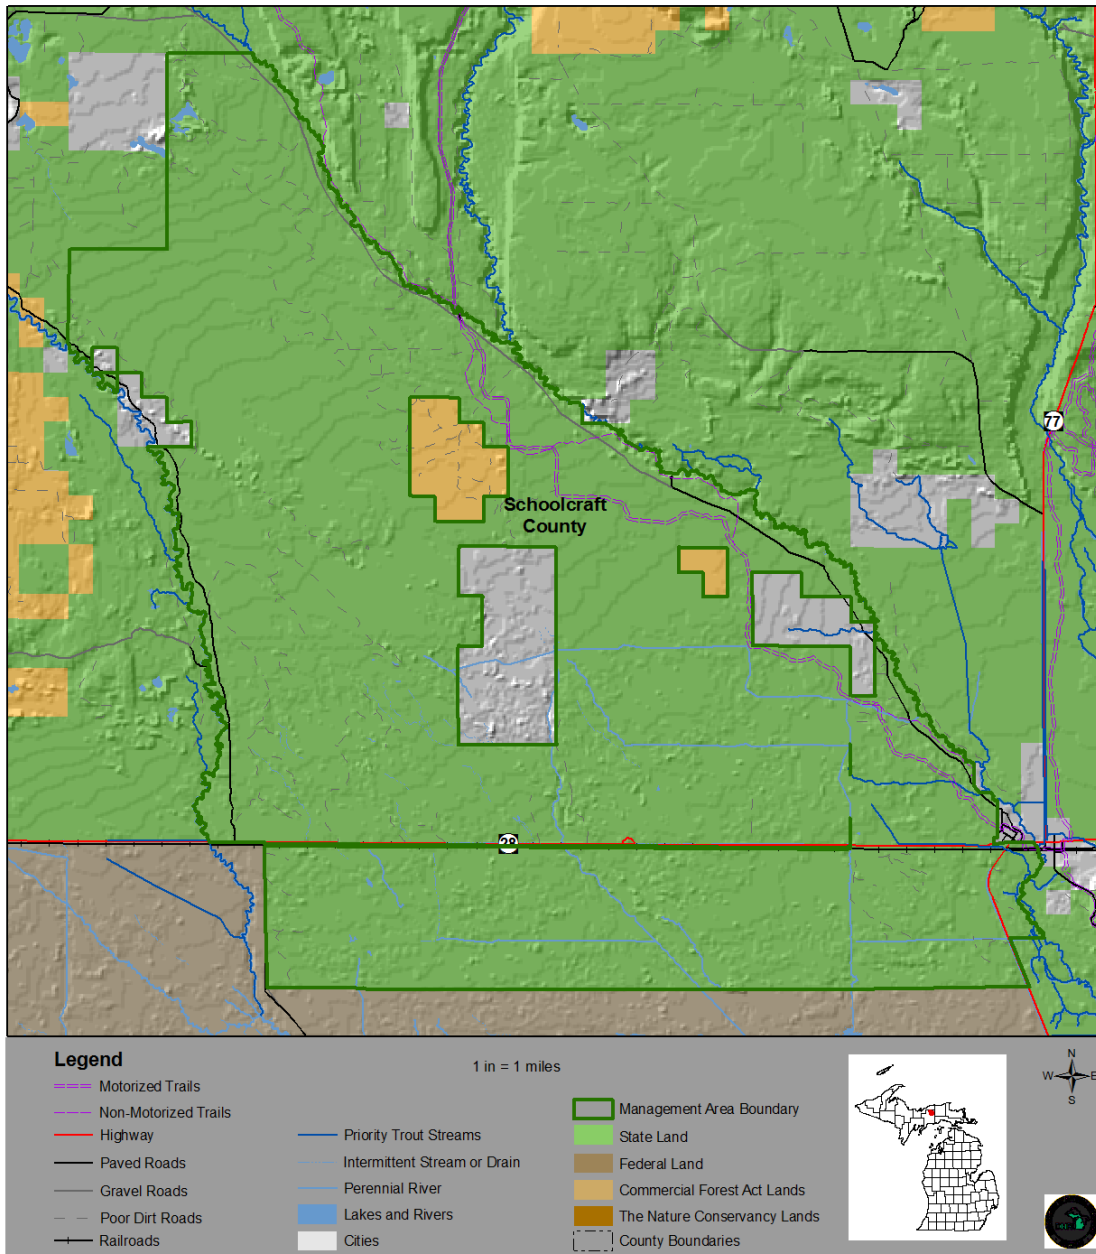 77
Schoolcraft
County
28
Legend
1 in = 1 miles
Motorized Trails
Non-Motorized Trails
Highway
Paved Roads
Gravel Roads
Poor Dirt Roads
Railroads
Priority Trout Streams
Intermittent Stream or Drain
Perennial River
Lakes and Rivers
Cities
Management Area Boundary
State Land
Federal Land
Commercial Forest Act Lands
The Nature Conservancy Lands
County Boundaries
N
W E
S